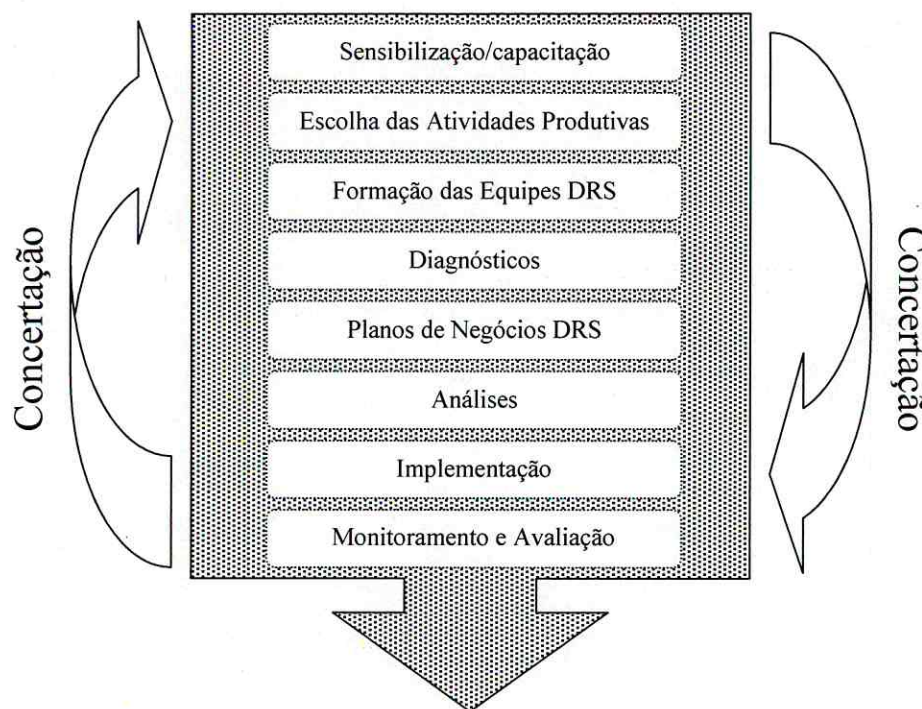 Sensibilização/capacitação
Escolha das Atividades Produtivas
Formação das Equipes DRS
Diagnósticos
Planos de Negócios DRS
Análises
Implementação
Monitoramento e Avaliação
Concertação
Concertação